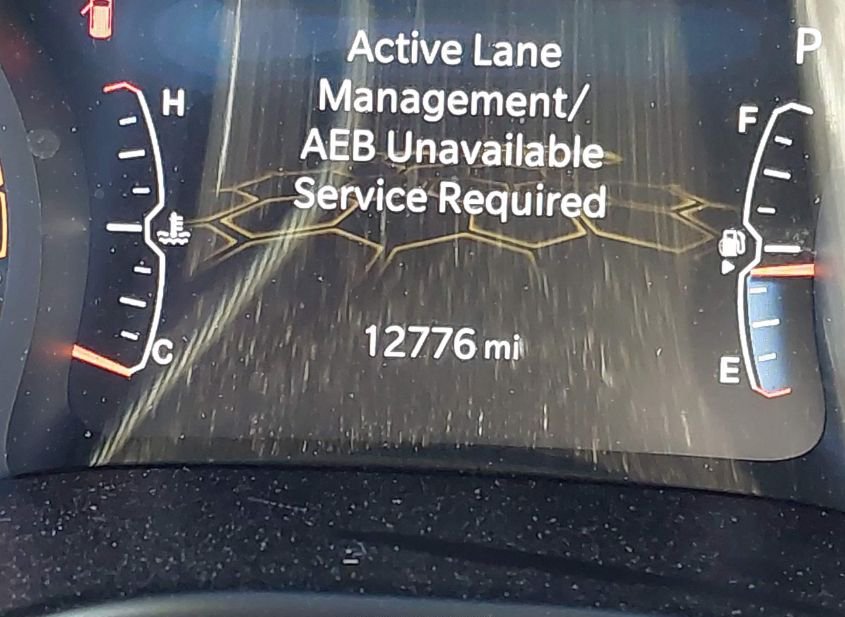 Active Lane
P
Management/
H
F
AEB Unavailable
Service Required
12776 mi
C
E